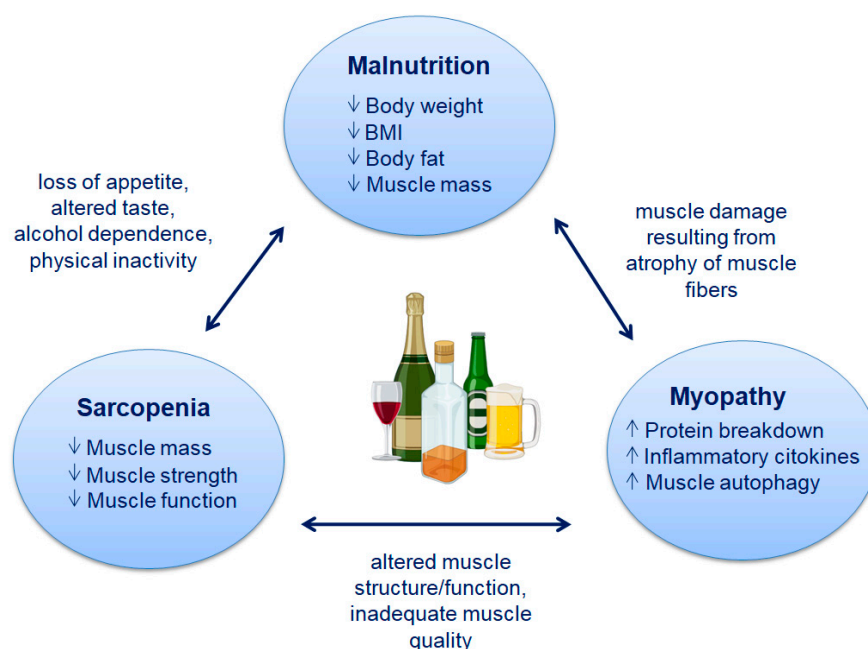 Malnutrition
↓ Body weight
↓ BMI
↓ Body fat
↓ Muscle mass
loss of appetite,
altered taste,
alcohol dependence,
physical inactivity
muscle damage
resulting from
atrophy of muscle
fibers
Sarcopenia
↓ Muscle mass
↓ Muscle strength
↓ Muscle function
Myopathy
↑ Protein breakdown
↑ Inflammatory citokines
↑ Muscle autophagy
altered muscle
structure/function,
inadequate muscle
quality